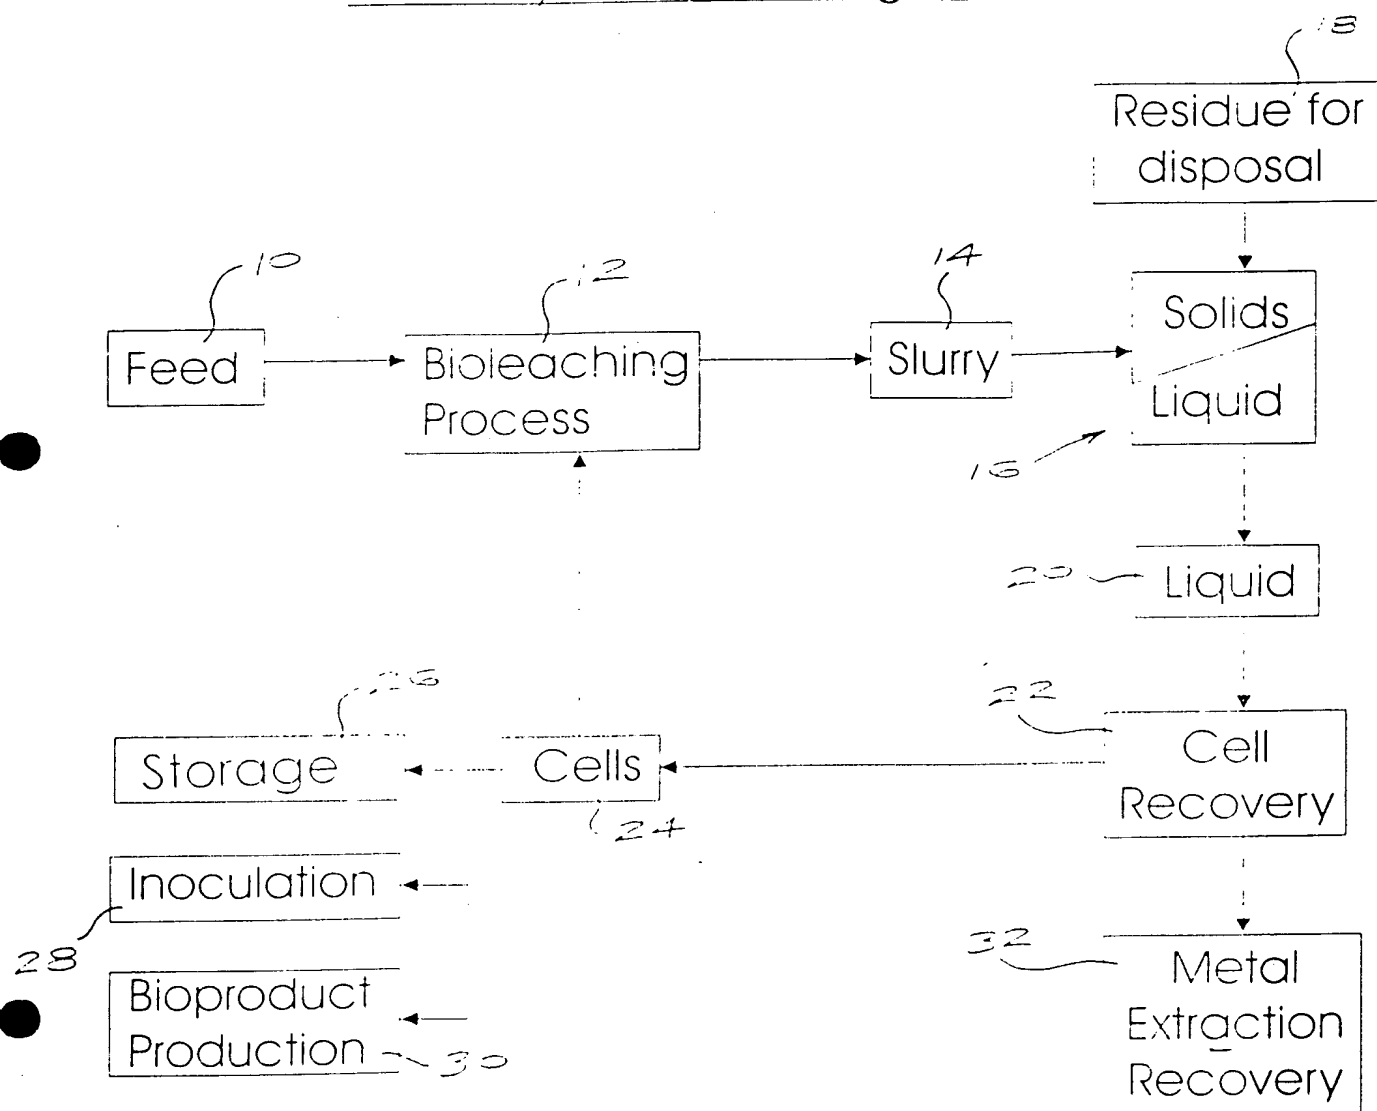 18
Residue for
disposal
10
12
14
Feed
Bioleaching
Process
Slurry
Solids
Liquid
16
20
Liquid
26
22
Storage
Cells
Cell
Recovery
24
Inoculation
28
32
Bioproduct
Production
30
Metal
Extraction
Recovery